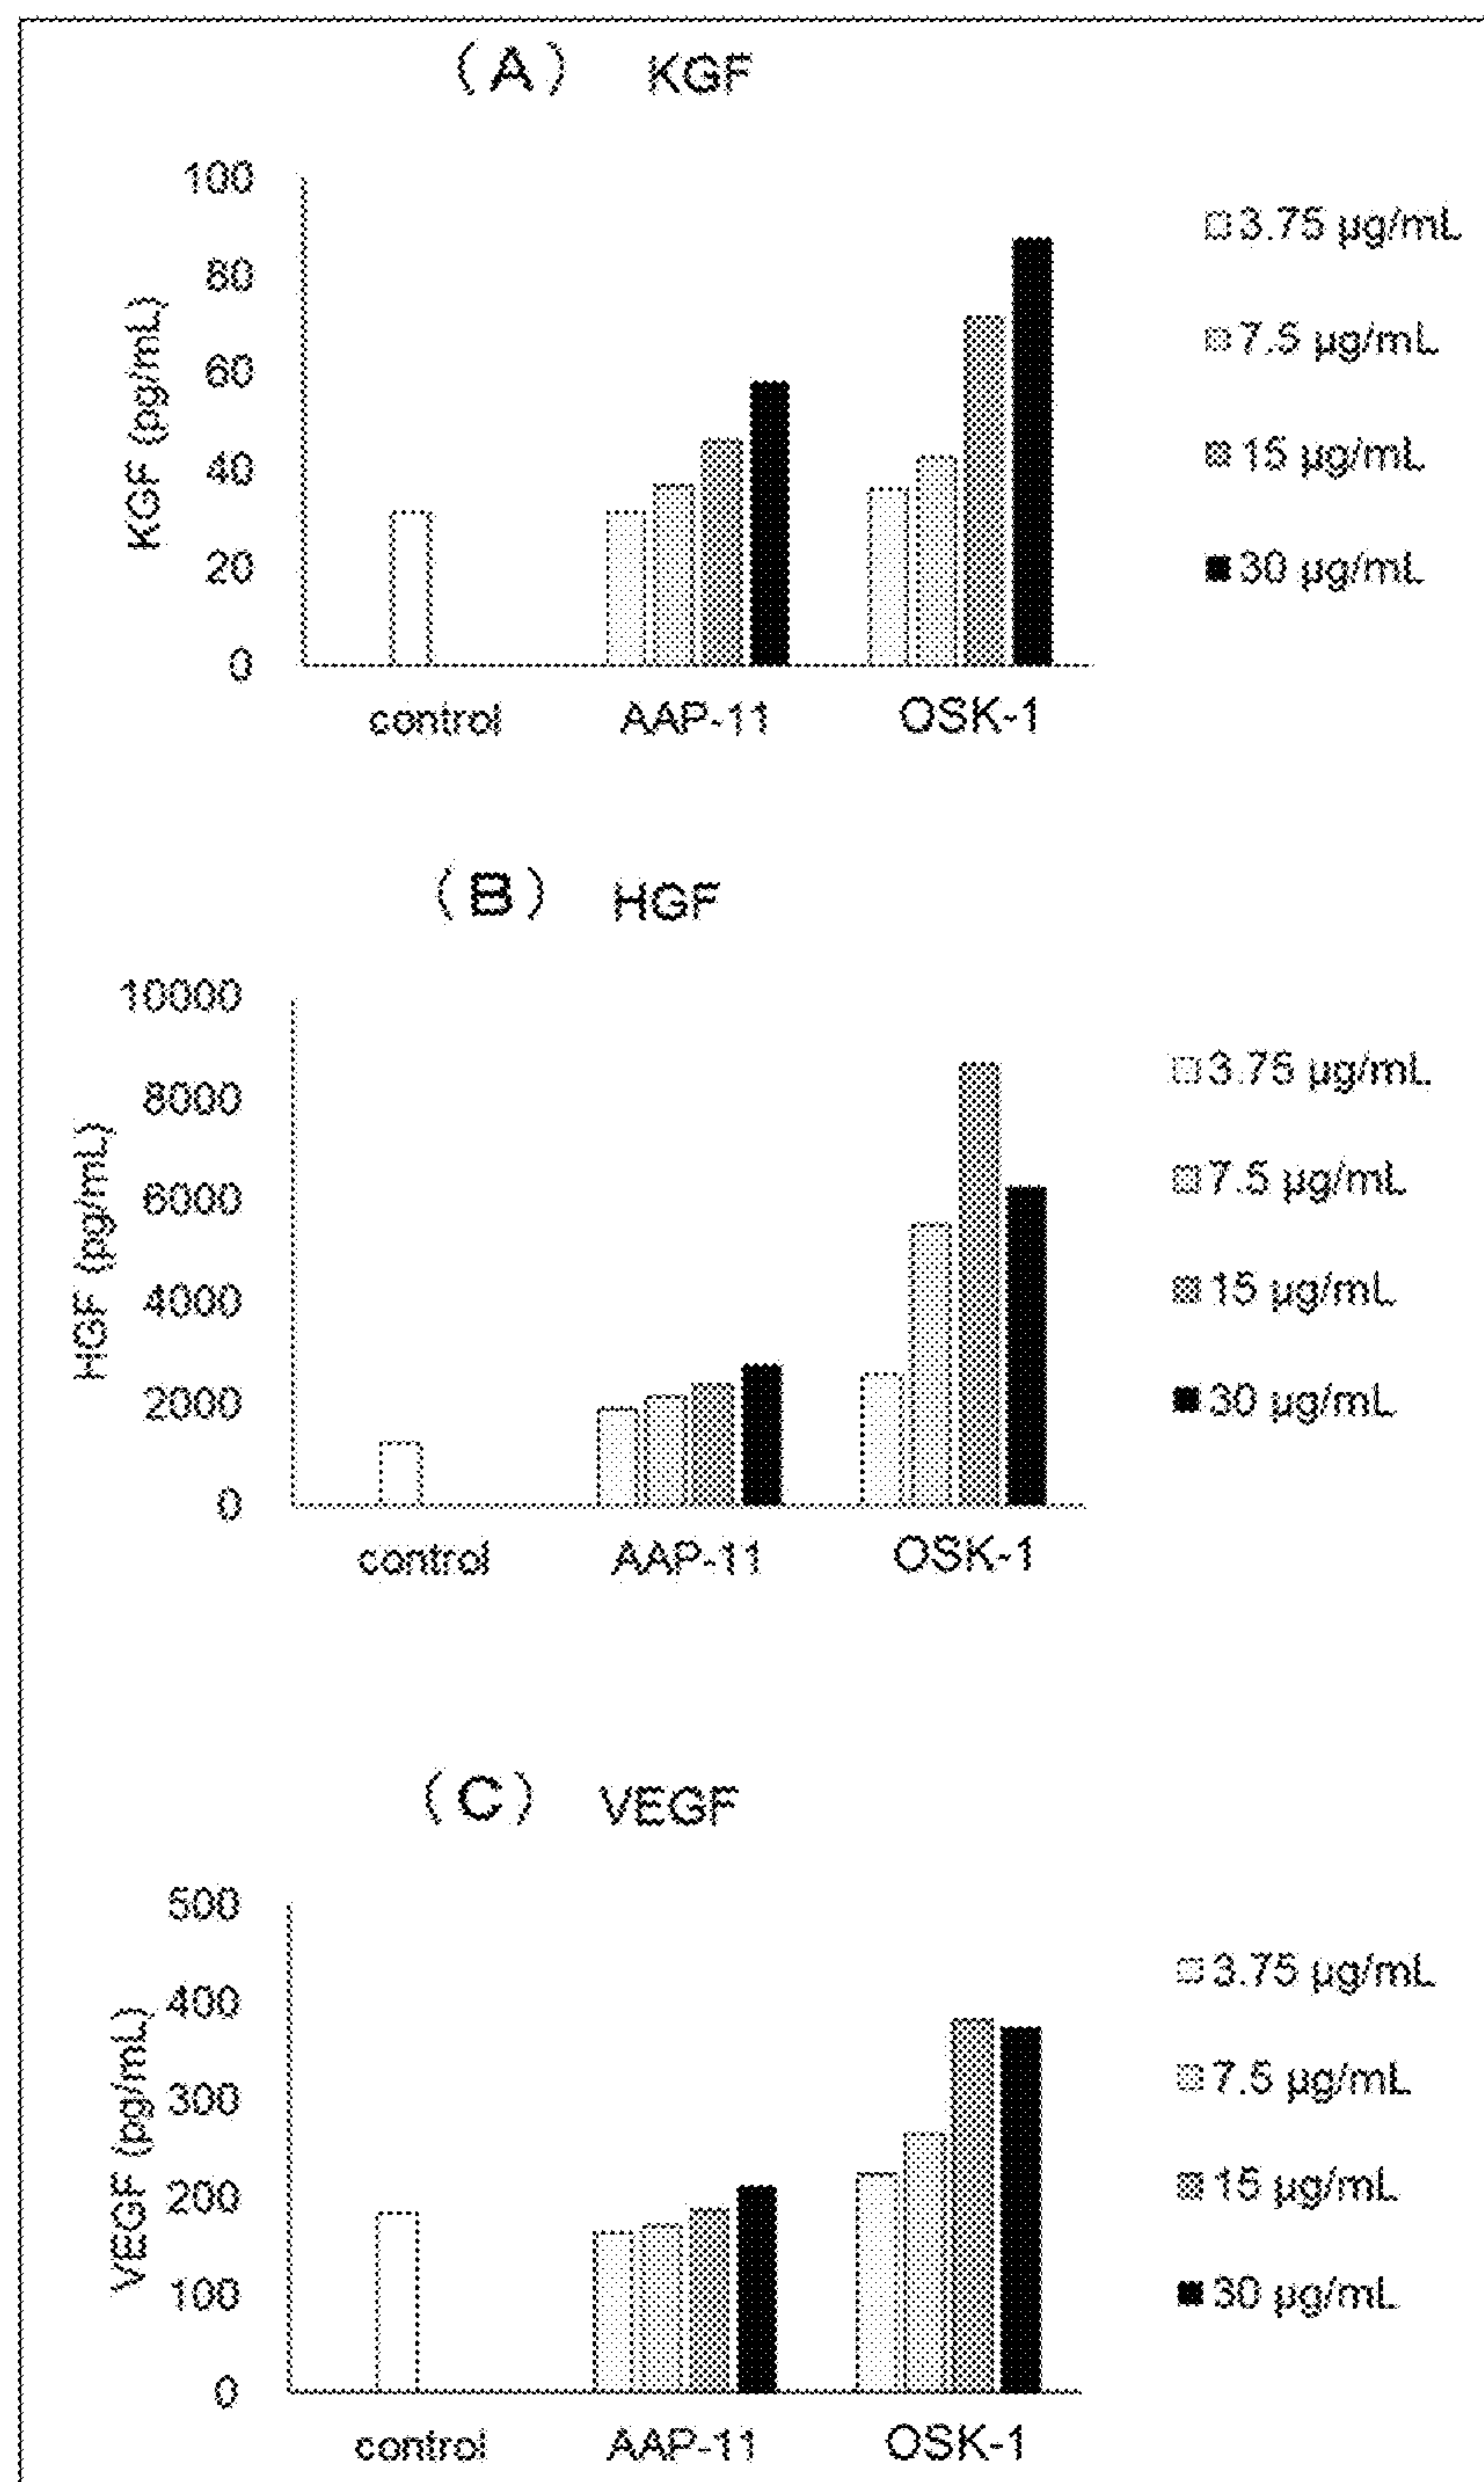 (A) KGF
100
80
60
40
20
0
KGF (pg/mL)
control AAP-11 OSK-1
3.75 µg/mL
7.5 µg/mL
15 µg/mL
30 µg/mL
(B) HGF
10000
8000
6000
4000
2000
0
HGF (pg/mL)
control AAP-11 OSK-1
3.75 µg/mL
7.5 µg/mL
15 µg/mL
30 µg/mL
(C) VEGF
500
400
300
200
100
0
VEGF (pg/mL)
control AAP-11 OSK-1
3.75 µg/mL
7.5 µg/mL
15 µg/mL
30 µg/mL